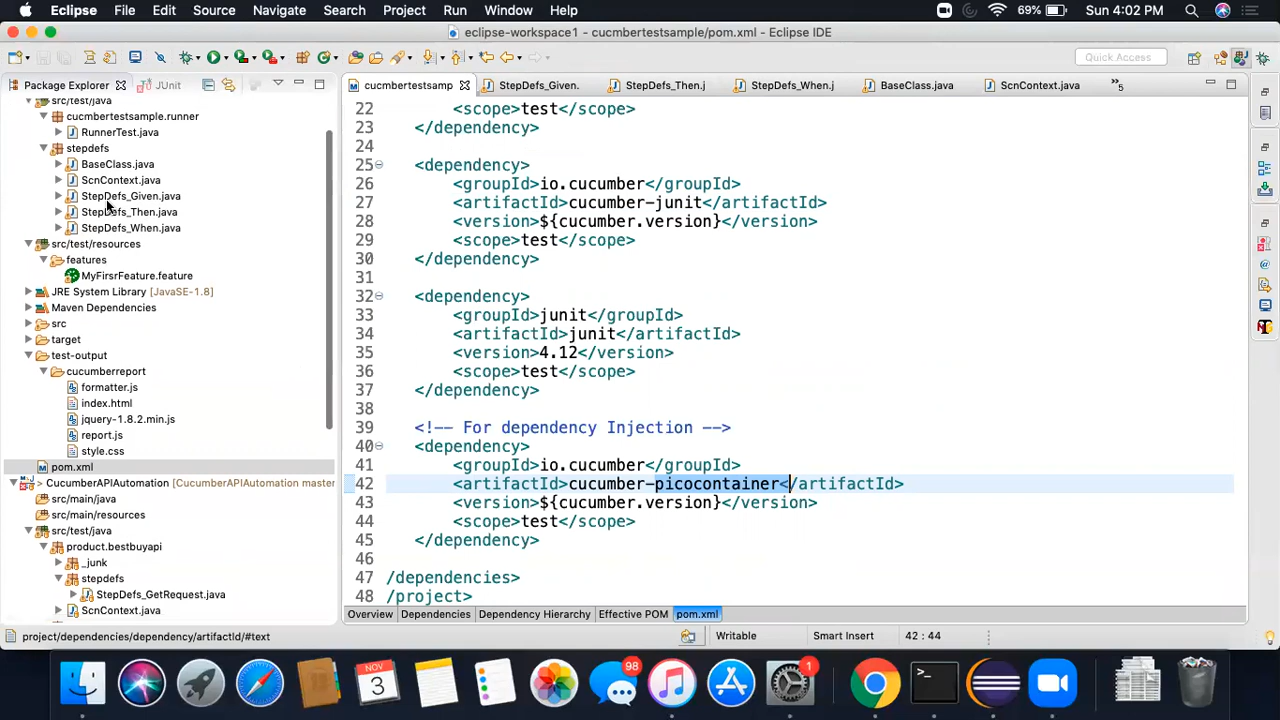 Eclipse File Edit Source Navigate Search Project Run Window Help 69% Sun 4:02 PM
eclipse-workspace1 - cucmbertestsample/pom.xml - Eclipse IDE
Quick Access
Package Explorer JUnit
src/test/java
cucmbertestsample.runner
RunnerTest.java
stepdefs
BaseClass.java
ScnContext.java
StepDefs_Given.java
StepDefs_Then.java
StepDefs_When.java
src/test/resources
features
MyFirsrFeature.feature
JRE System Library [JavaSE-1.8]
Maven Dependencies
src
target
test-output
cucumberreport
formatter.js
index.html
jquery-1.8.2.min.js
report.js
style.css
pom.xml
CucumberAPIAutomation [CucumberAPIAutomation master
src/main/java
src/main/resources
src/test/java
product.bestbuyapi
_junk
stepdefs
StepDefs_GetRequest.java
ScnContext.java
cucmbertestsamp StepDefs_Given. StepDefs_Then.j StepDefs_When.j BaseClass.java ScnContext.java »5
22 <scope>test</scope>
23 </dependency>
24
25 <dependency>
26 <groupId>io.cucumber</groupId>
27 <artifactId>cucumber-junit</artifactId>
28 <version>${cucumber.version}</version>
29 <scope>test</scope>
30 </dependency>
31
32 <dependency>
33 <groupId>junit</groupId>
34 <artifactId>junit</artifactId>
35 <version>4.12</version>
36 <scope>test</scope>
37 </dependency>
38
39 <!-- For dependency Injection -->
40 <dependency>
41 <groupId>io.cucumber</groupId>
42 <artifactId>cucumber-picocontainer</artifactId>
43 <version>${cucumber.version}</version>
44 <scope>test</scope>
45 </dependency>
46
47 /dependencies>
48 /project>
Overview Dependencies Dependency Hierarchy Effective POM pom.xml
project/dependencies/dependency/artifactId/#text Writable Smart Insert 42 : 44
NOV
3
98
1